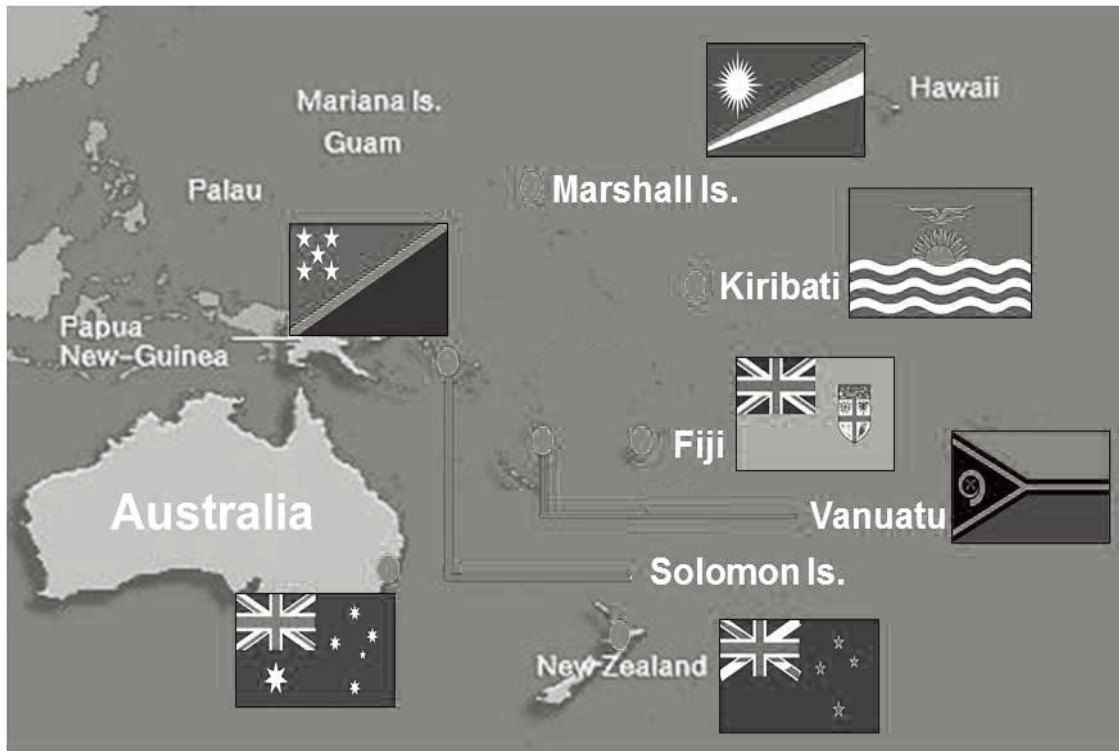 Hawaii
Mariana Is.
Guam
Palau
Marshall Is.
Kiribati
Papua
New-Guinea
Fiji
Australia
Vanuatu
Solomon Is.
New Zealand